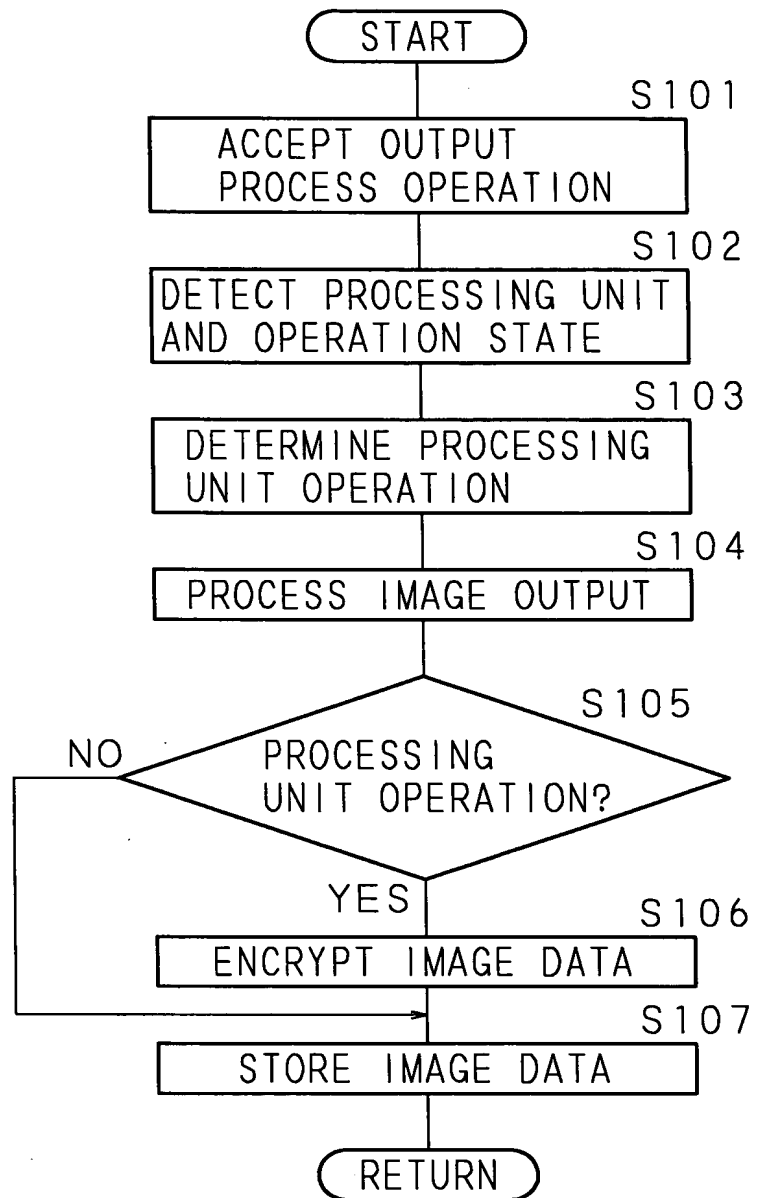 START
S101
ACCEPT OUTPUT
PROCESS OPERATION
S102
DETECT PROCESSING UNIT
AND OPERATION STATE
S103
DETERMINE PROCESSING
UNIT OPERATION
S104
PROCESS IMAGE OUTPUT
S105
NO
PROCESSING
UNIT OPERATION?
YES
S106
ENCRYPT IMAGE DATA
S107
STORE IMAGE DATA
RETURN